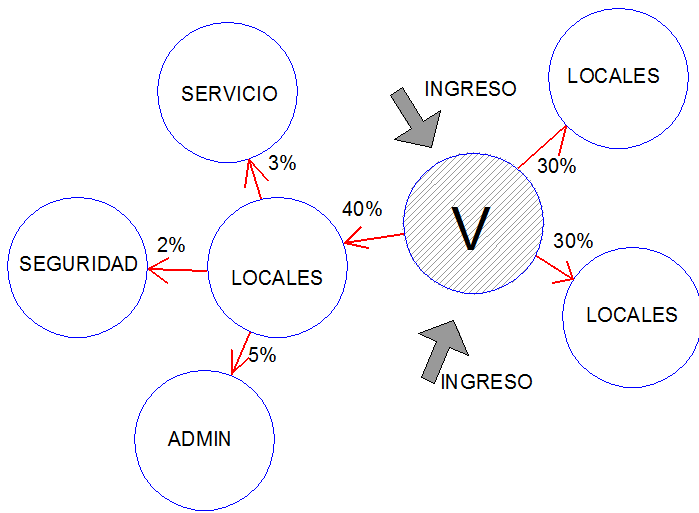 LOCALES
INGRESO
SERVICIO
30%
3%
40%
V
30%
2%
SEGURIDAD
LOCALES
LOCALES
5%
INGRESO
ADMIN